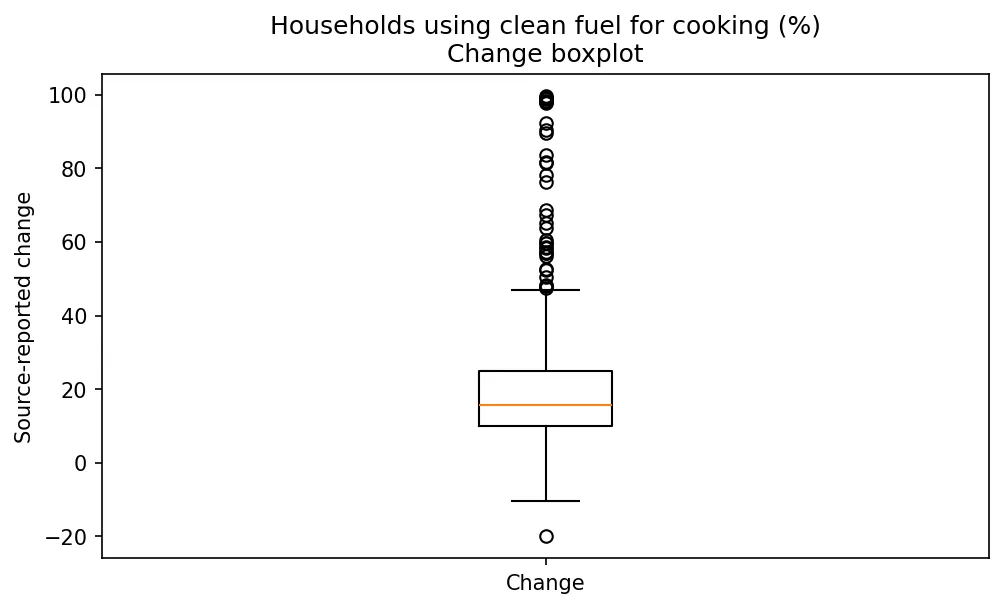 Households using clean fuel for cooking (%)
Change boxplot
Source-reported change
100
80
60
40
20
0
−20
Change